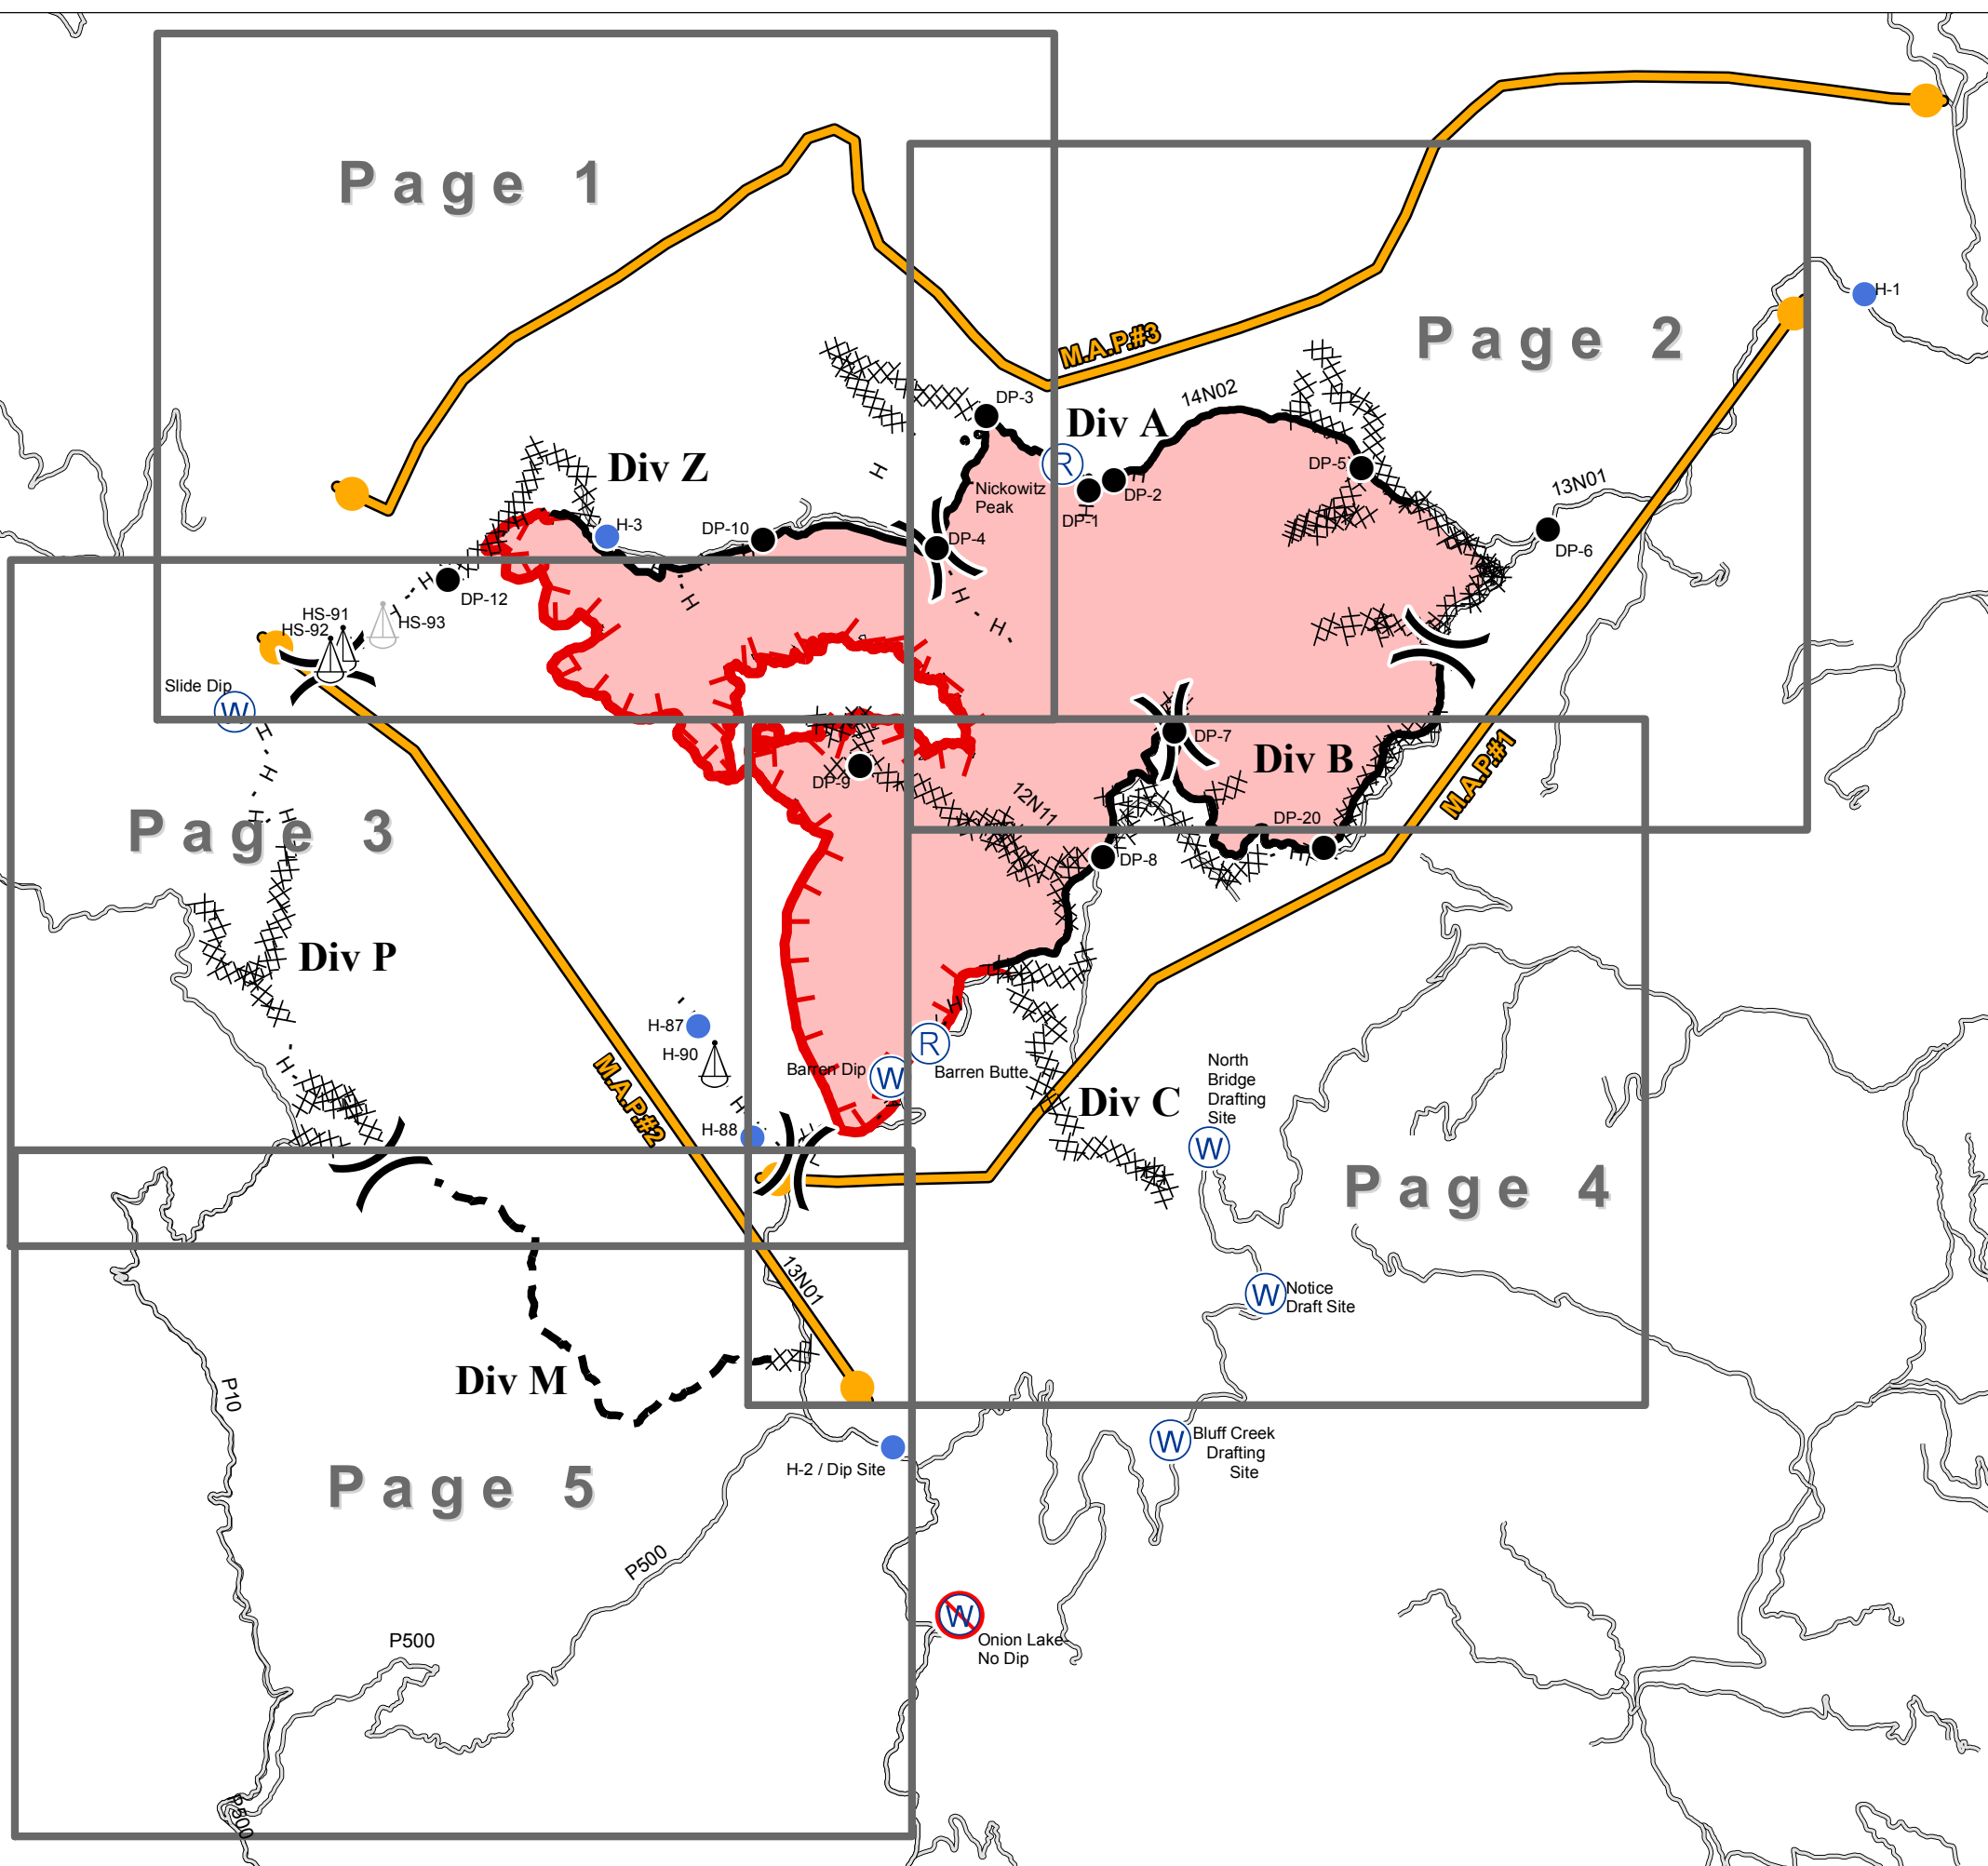 Page 1
M.A.P.#3
Page 2
H-1
DP-3
Div A
14N02
Div Z
R
DP-5
13N01
Nickowitz
Peak
DP-2
DP-1
H
H-3
DP-10
DP-4
DP-6
DP-12
HS-91
HS-92
HS-93
Slide Dip
W
DP-7
Div B
M.A.P.#1
DP-9
12N11
DP-20
DP-8
Page 3
Div P
H-87
H-90
M.A.P.#2
Barren Dip
W
R
Barren Butte
H-88
Div C
North
Bridge
Drafting
Site
W
Page 4
13N01
W
Notice
Draft Site
Div M
P10
W
Bluff Creek
Drafting
Site
H-2 / Dip Site
Page 5
P500
P500
W
Onion Lake-
No Dip
P500